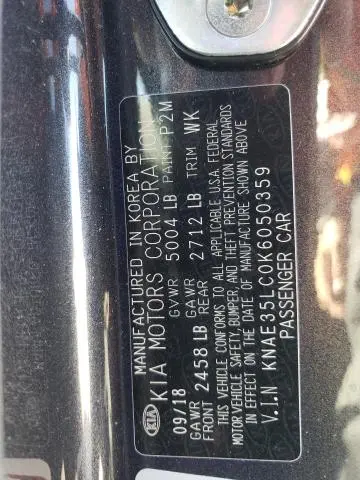 MANUFACTURED IN KOREA BY
KIA KIA MOTORS CORPORATION
09/18 GVWR 5004 LB PAINT P2M
GAWR FRONT 2458 LB GAWR REAR 2712 LB TRIM WK
THIS VEHICLE CONFORMS TO ALL APPLICABLE U.S.A. FEDERAL
MOTOR VEHICLE SAFETY, BUMPER, AND THEFT PREVENTION STANDARDS
IN EFFECT ON THE DATE OF MANUFACTURE SHOWN ABOVE
V.I.N KNAE35LC0K6050359
PASSENGER CAR